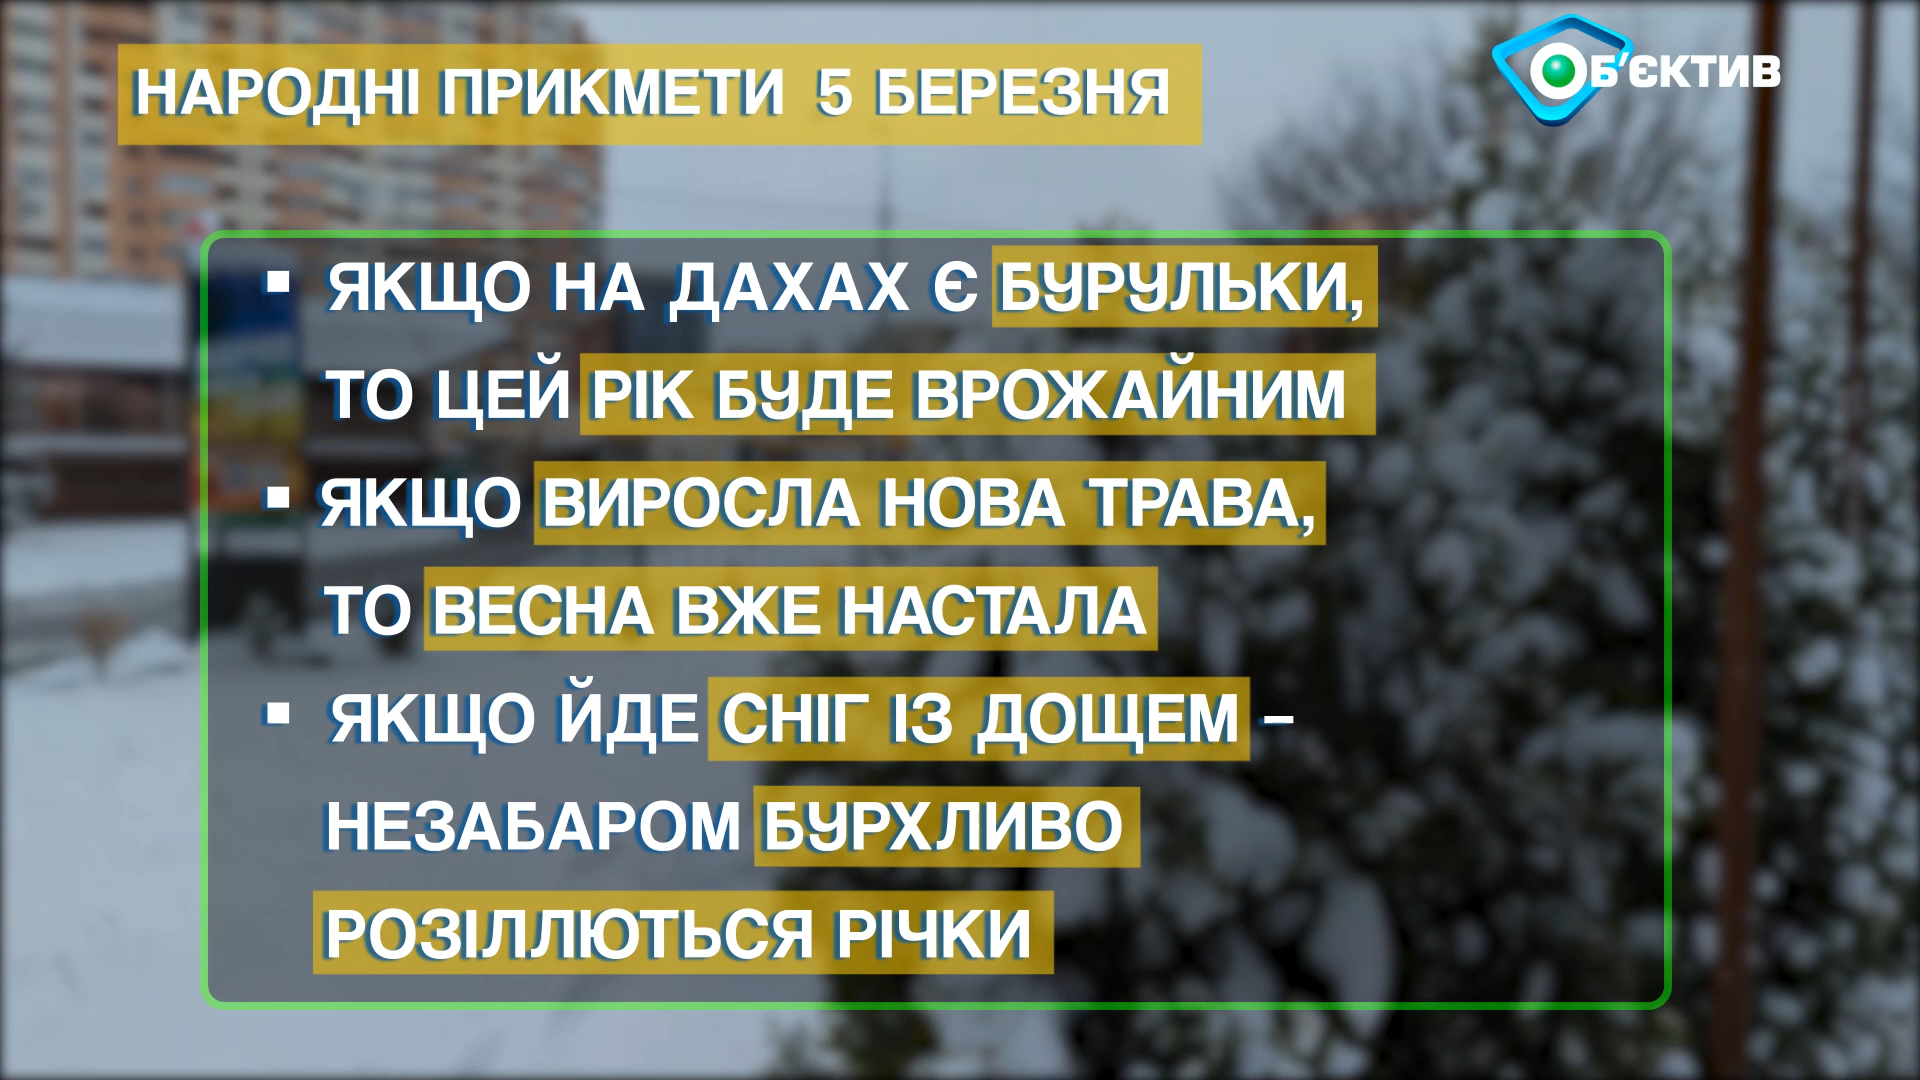 НАРОДНІ ПРИКМЕТИ 5 БЕРЕЗНЯ
ОБ'ЄКТИВ
▪ ЯКЩО НА ДАХАХ Є БУРУЛЬКИ,
ТО ЦЕЙ РІК БУДЕ ВРОЖАЙНИМ
▪ ЯКЩО ВИРОСЛА НОВА ТРАВА,
ТО ВЕСНА ВЖЕ НАСТАЛА
▪ ЯКЩО ЙДЕ СНІГ ІЗ ДОЩЕМ –
НЕЗАБАРОМ БУРХЛИВО
РОЗІЛЛЮТЬСЯ РІЧКИ